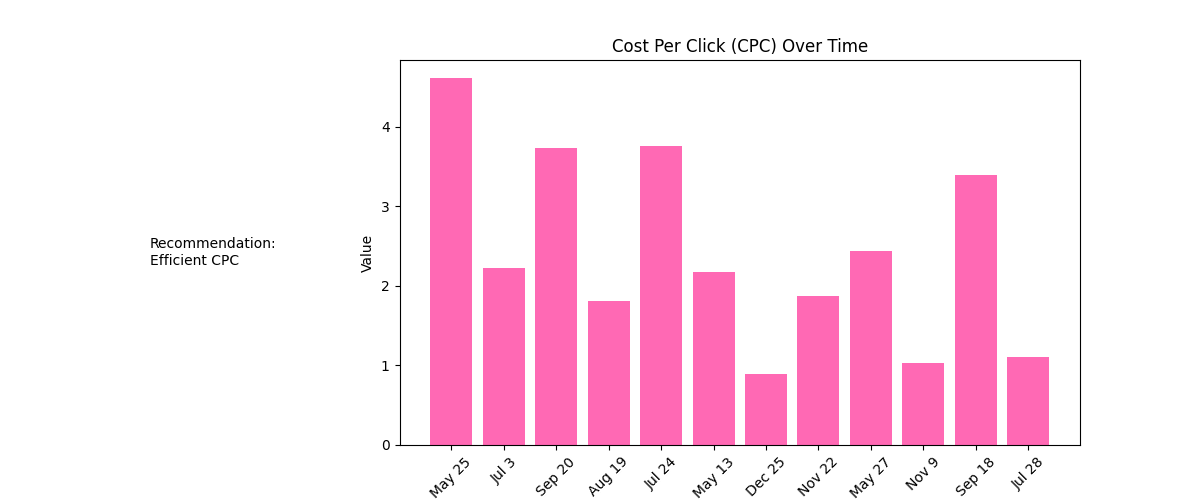 Cost Per Click (CPC) Over Time
Recommendation:
Efficient CPC
Value
4
3
2
1
0
May 25
Jul 3
Sep 20
Aug 19
Jul 24
May 13
Dec 25
Nov 22
May 27
Nov 9
Sep 18
Jul 28